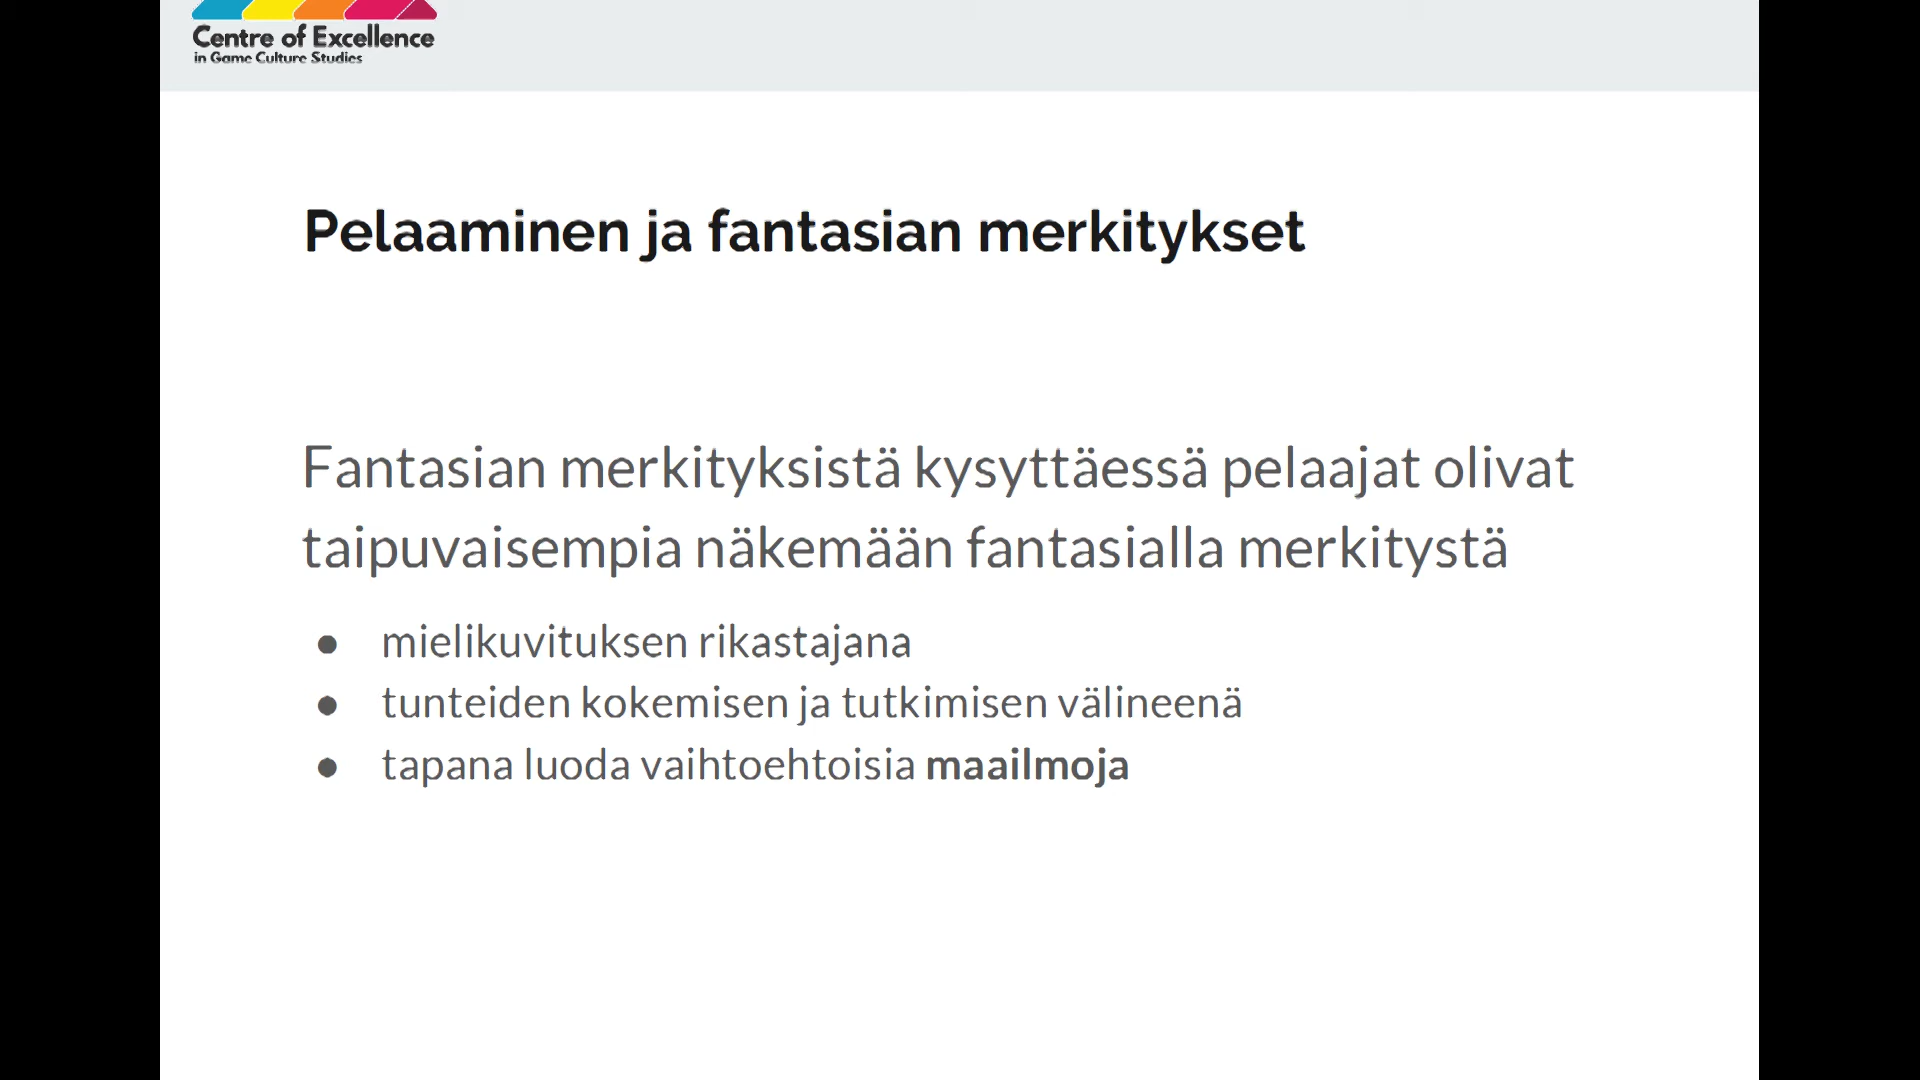 Centre of Excellence
in Game Culture Studies
Pelaaminen ja fantasian merkitykset
Fantasian merkityksistä kysyttäessä pelaajat olivat
taipuvaisempia näkemään fantasialla merkitystä
● mielikuvituksen rikastajana
● tunteiden kokemisen ja tutkimisen välineenä
● tapana luoda vaihtoehtoisia maailmoja